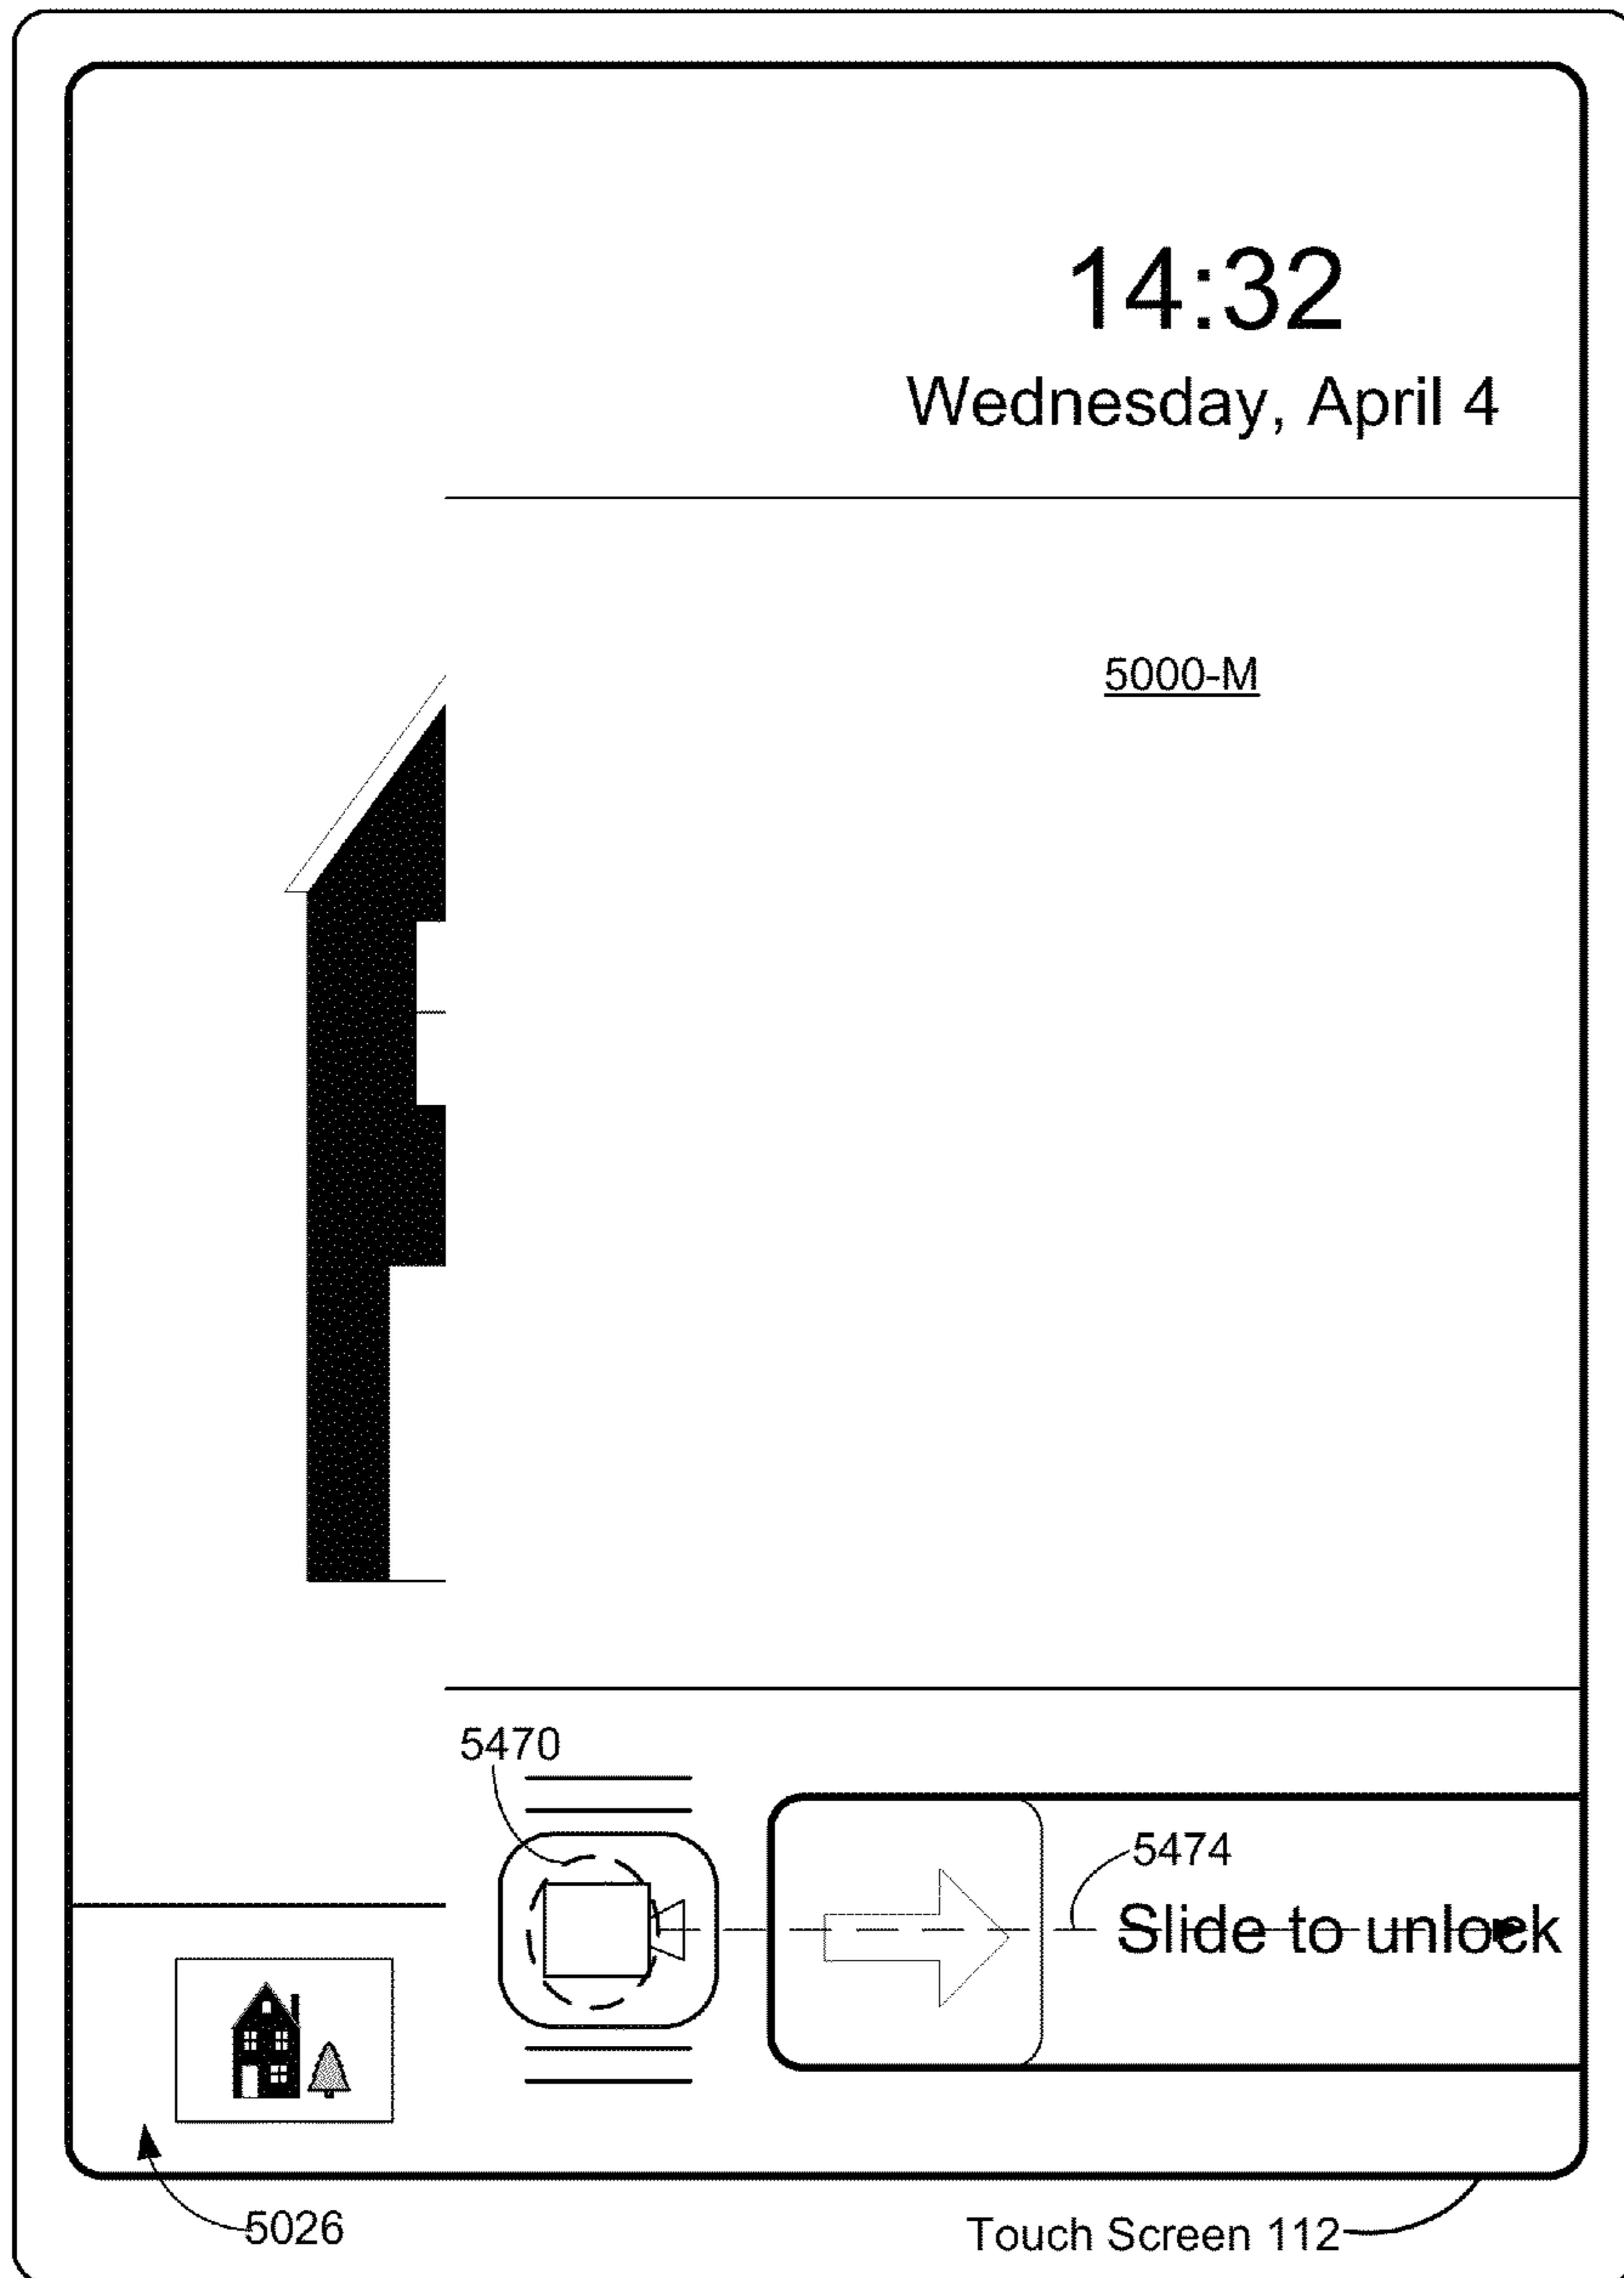 14:32
Wednesday, April 4
5000-M
5470
5474
Slide to unlock
5026
Touch Screen 112